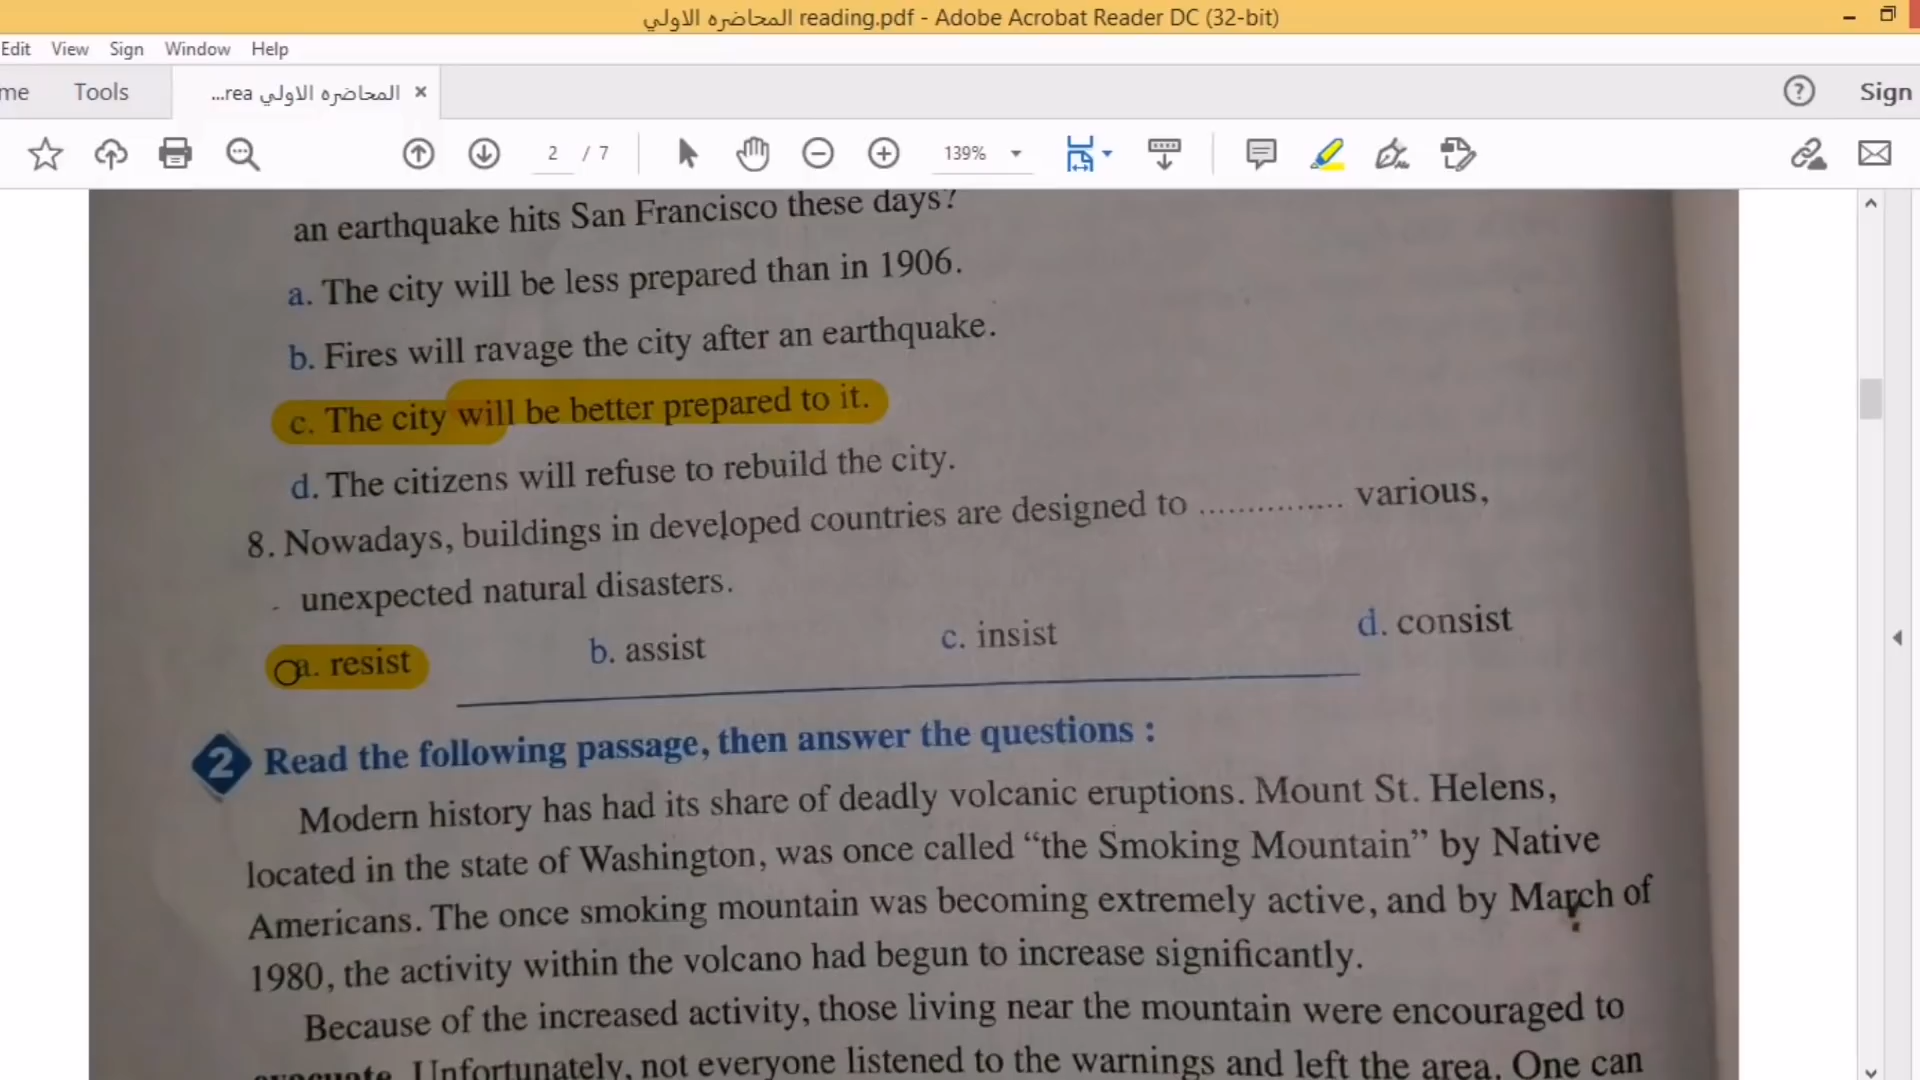 المحاضره الاولي reading.pdf - Adobe Acrobat Reader DC (32-bit)
Edit View Sign Window Help
me Tools المحاضره الاولي rea... × Sign
2 / 7 139%
an earthquake hits San Francisco these days?
a. The city will be less prepared than in 1906.
b. Fires will ravage the city after an earthquake.
c. The city will be better prepared to it.
d. The citizens will refuse to rebuild the city.
8. Nowadays, buildings in developed countries are designed to .............. various,
unexpected natural disasters.
a. resist b. assist c. insist d. consist
2 Read the following passage, then answer the questions :
Modern history has had its share of deadly volcanic eruptions. Mount St. Helens,
located in the state of Washington, was once called “the Smoking Mountain” by Native
Americans. The once smoking mountain was becoming extremely active, and by March of
1980, the activity within the volcano had begun to increase significantly.
Because of the increased activity, those living near the mountain were encouraged to
evacuate. Unfortunately, not everyone listened to the warnings and left the area. One can